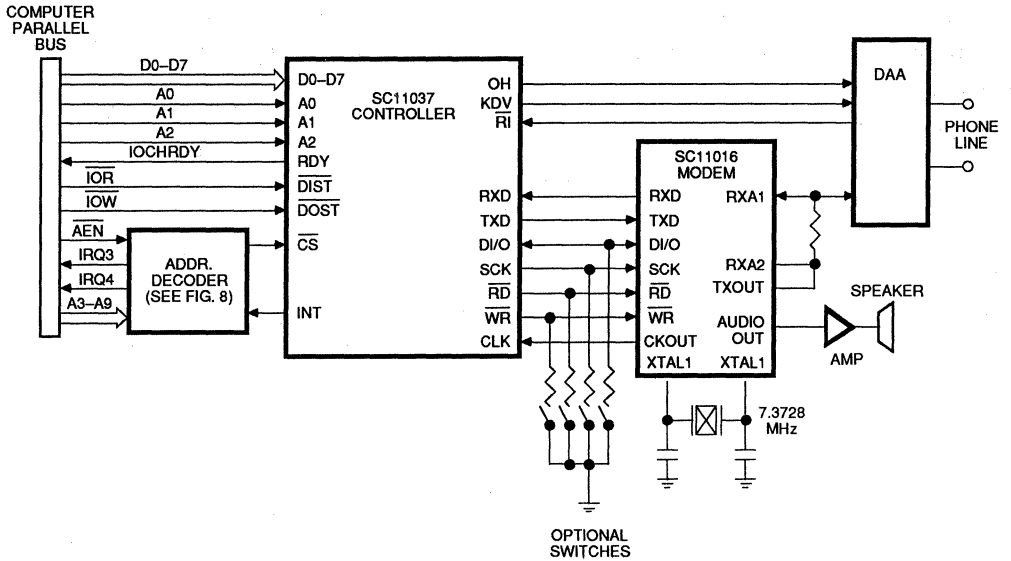 COMPUTER
PARALLEL
BUS
D0–D7
A0
A1
A2
IOCHRDY
IOR
IOW
AEN
IRQ3
IRQ4
A3–A9
ADDR.
DECODER
(SEE FIG. 8)
SC11037
CONTROLLER
D0–D7
A0
A1
A2
RDY
DIST
DOST
CS
INT
OH
KDV
RI
RXD
TXD
DI/O
SCK
RD
WR
CLK
SC11016
MODEM
RXD
TXD
DI/O
SCK
RD
WR
CKOUT
XTAL1
RXA1
RXA2
TXOUT
AUDIO
OUT
XTAL1
DAA
PHONE
LINE
SPEAKER
AMP
7.3728
MHz
OPTIONAL
SWITCHES